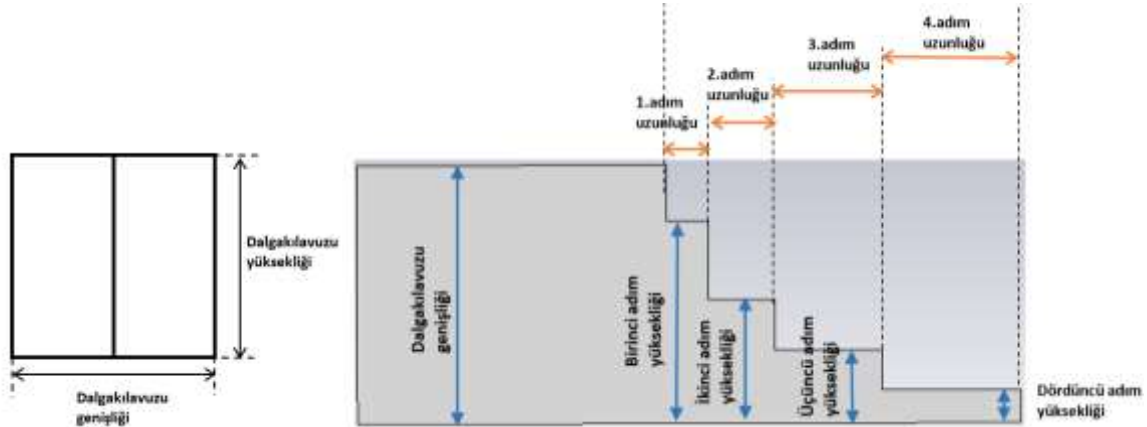 Dalgakılavuzu
yüksekliği
Dalgakılavuzu
genişliği
1.adım
uzunluğu
2.adım
uzunluğu
3.adım
uzunluğu
4.adım
uzunluğu
Dalgakılavuzu
genişliği
Birinci adım
yüksekliği
İkinci adım
yüksekliği
Üçüncü adım
yüksekliği
Dördüncü adım
yüksekliği